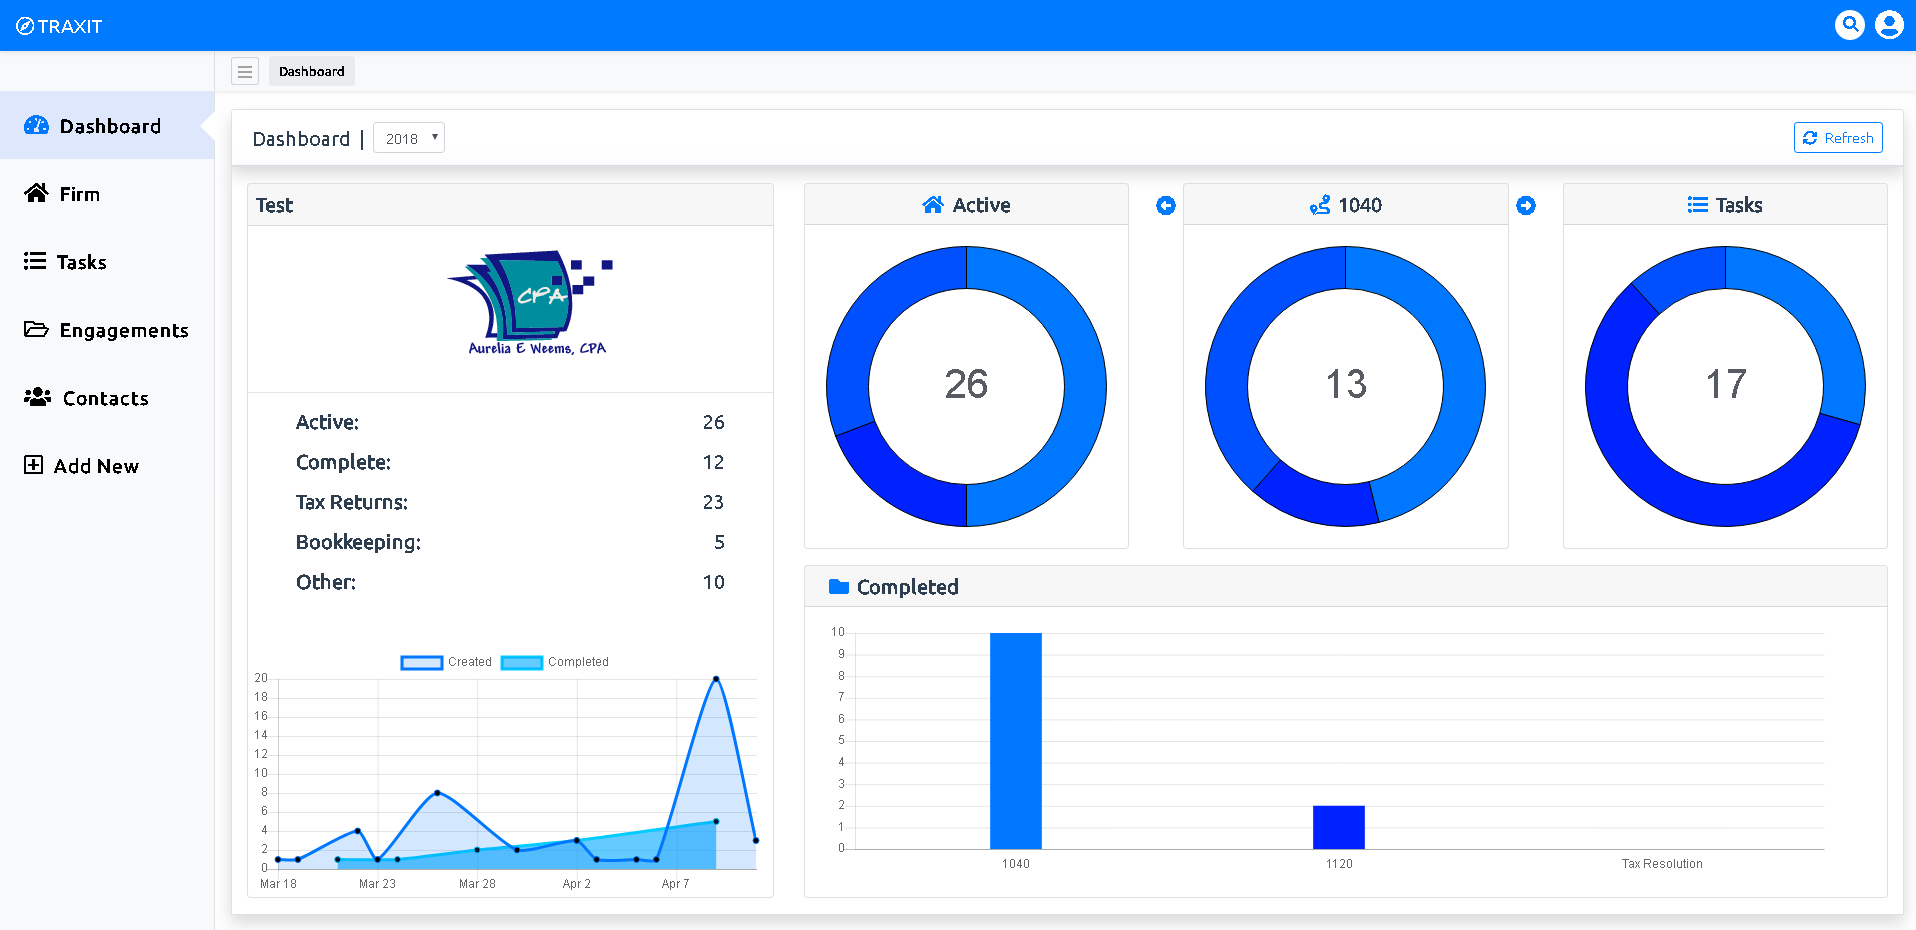 TRAXIT
Dashboard
Dashboard
Firm
Tasks
Engagements
Contacts
Add New
Dashboard | 2018
Refresh
Test
CPA
Aurelia E Weems, CPA
Active: 26
Complete: 12
Tax Returns: 23
Bookkeeping: 5
Other: 10
Created Completed
20
18
16
14
12
10
8
6
4
2
0
Mar 18 Mar 23 Mar 28 Apr 2 Apr 7
Active
26
1040
13
Tasks
17
Completed
10
9
8
7
6
5
4
3
2
1
0
1040 1120 Tax Resolution